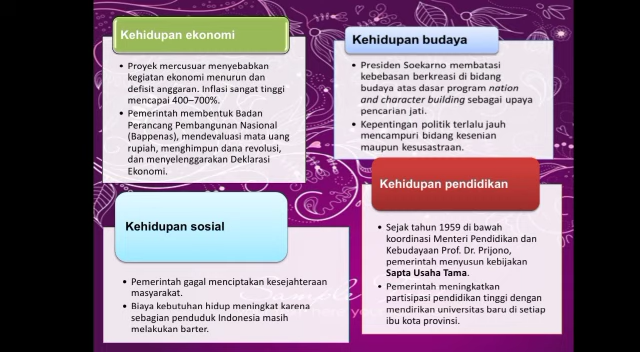 Kehidupan ekonomi
• Proyek mercusuar menyebabkan
kegiatan ekonomi menurun dan
defisit anggaran. Inflasi sangat tinggi
mencapai 400–700%.
• Pemerintah membentuk Badan
Perancang Pembangunan Nasional
(Bappenas), mendevaluasi mata uang
rupiah, menghimpun dana revolusi,
dan menyelenggarakan Deklarasi
Ekonomi.
Kehidupan budaya
• Presiden Soekarno membatasi
kebebasan berkreasi di bidang
budaya atas dasar program nation
and character building sebagai upaya
pencarian jati.
• Kepentingan politik terlalu jauh
mencampuri bidang kesenian
maupun kesusastraan.
Kehidupan sosial
• Pemerintah gagal menciptakan kesejahteraan
masyarakat.
• Biaya kebutuhan hidup meningkat karena
sebagian penduduk Indonesia masih
melakukan barter.
Kehidupan pendidikan
• Sejak tahun 1959 di bawah
koordinasi Menteri Pendidikan dan
Kebudayaan Prof. Dr. Prijono,
pemerintah menyusun kebijakan
Sapta Usaha Tama.
• Pemerintah meningkatkan
partisipasi pendidikan tinggi dengan
mendirikan universitas baru di setiap
ibu kota provinsi.